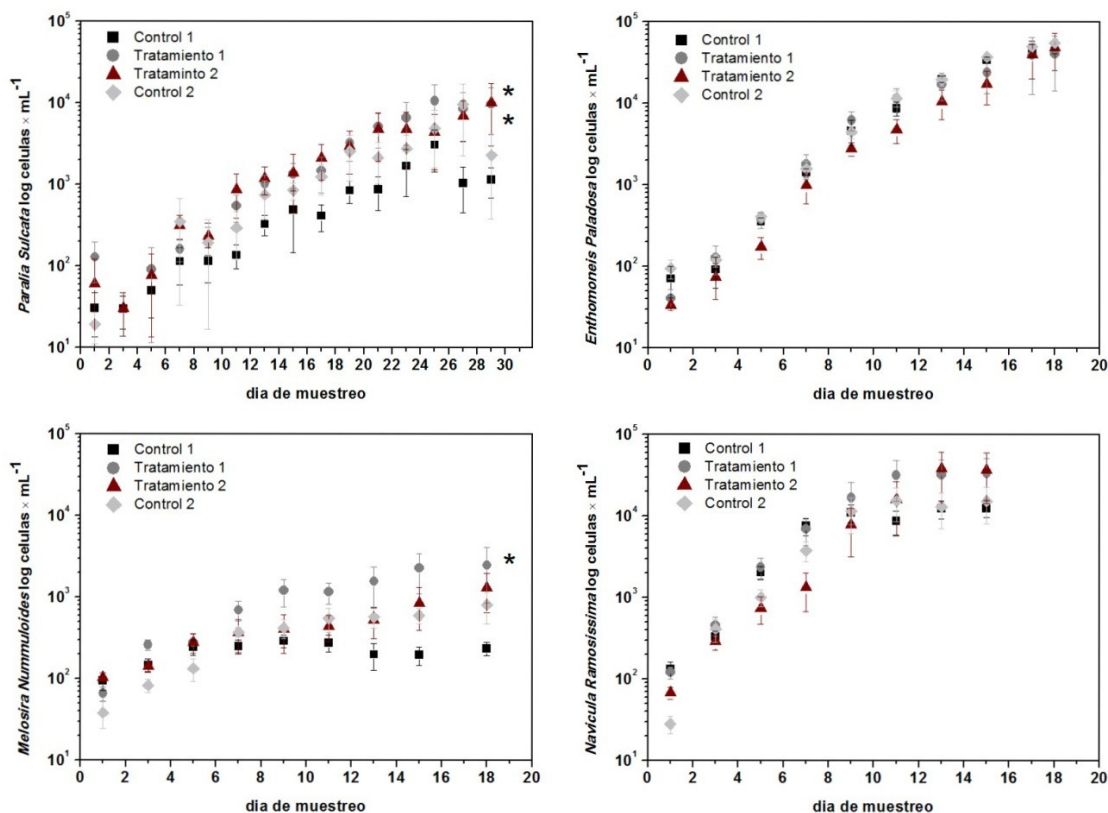 Paralia Sulcata log celulas × mL⁻¹
10⁵
10⁴
10³
10²
10¹
Control 1
Tratamiento 1
Trataminto 2
Control 2
*
*
0 2 4 6 8 10 12 14 16 18 20 22 24 26 28 30 32
dia de muestreo
Enthomoneis Paladosa log celulas × mL⁻¹
10⁵
10⁴
10³
10²
10¹
Control 1
Tratamiento 1
Tratamiento 2
Control 2
0 2 4 6 8 10 12 14 16 18 20
dia de muestreo
Melosira Nummuloides log celulas × mL⁻¹
10⁵
10⁴
10³
10²
10¹
Control 1
Tratamiento 1
Tratamiento 2
Control 2
*
0 2 4 6 8 10 12 14 16 18 20
dia de muestreo
Navicula Ramosissima log celulas × mL⁻¹
10⁵
10⁴
10³
10²
10¹
Control 1
Tratamiento 1
Tratamiento 2
Control 2
0 2 4 6 8 10 12 14 16 18 20
dia de muestreo